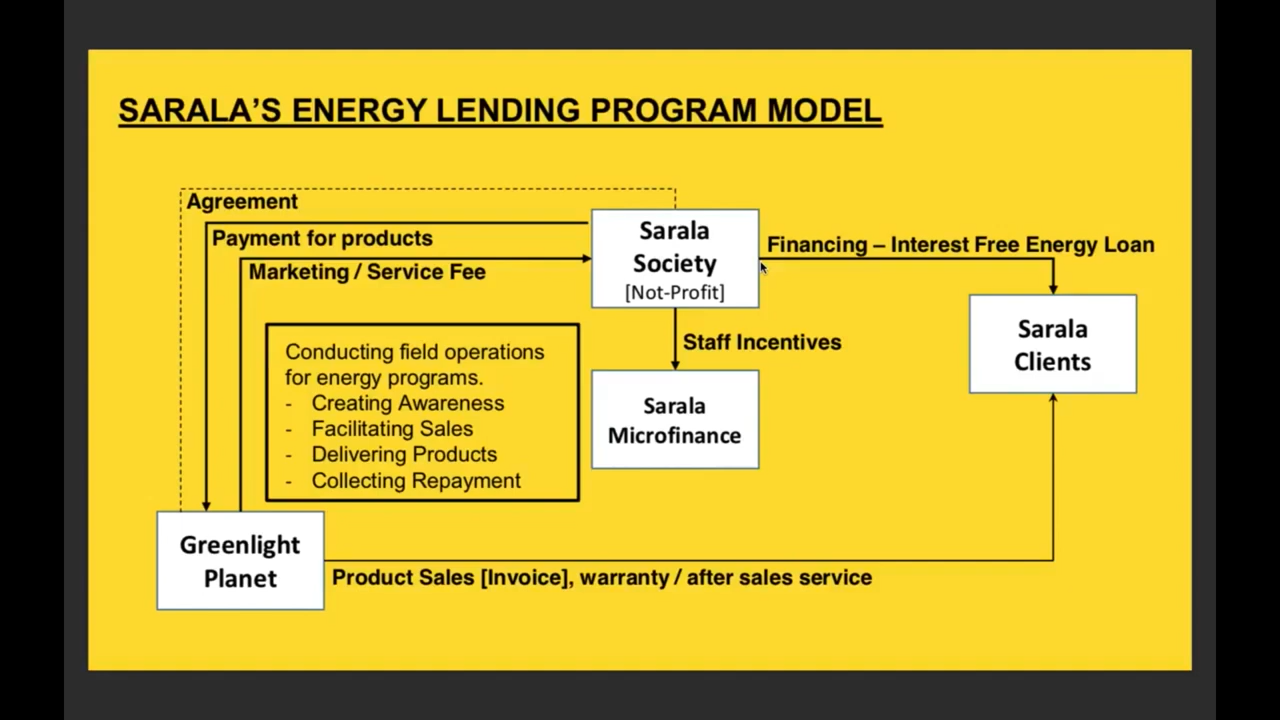 SARALA’S ENERGY LENDING PROGRAM MODEL
Agreement
Payment for products
Marketing / Service Fee
Sarala
Society
[Not-Profit]
Financing – Interest Free Energy Loan
Sarala
Clients
Staff Incentives
Sarala
Microfinance
Conducting field operations
for energy programs.
- Creating Awareness
- Facilitating Sales
- Delivering Products
- Collecting Repayment
Greenlight
Planet
Product Sales [Invoice], warranty / after sales service